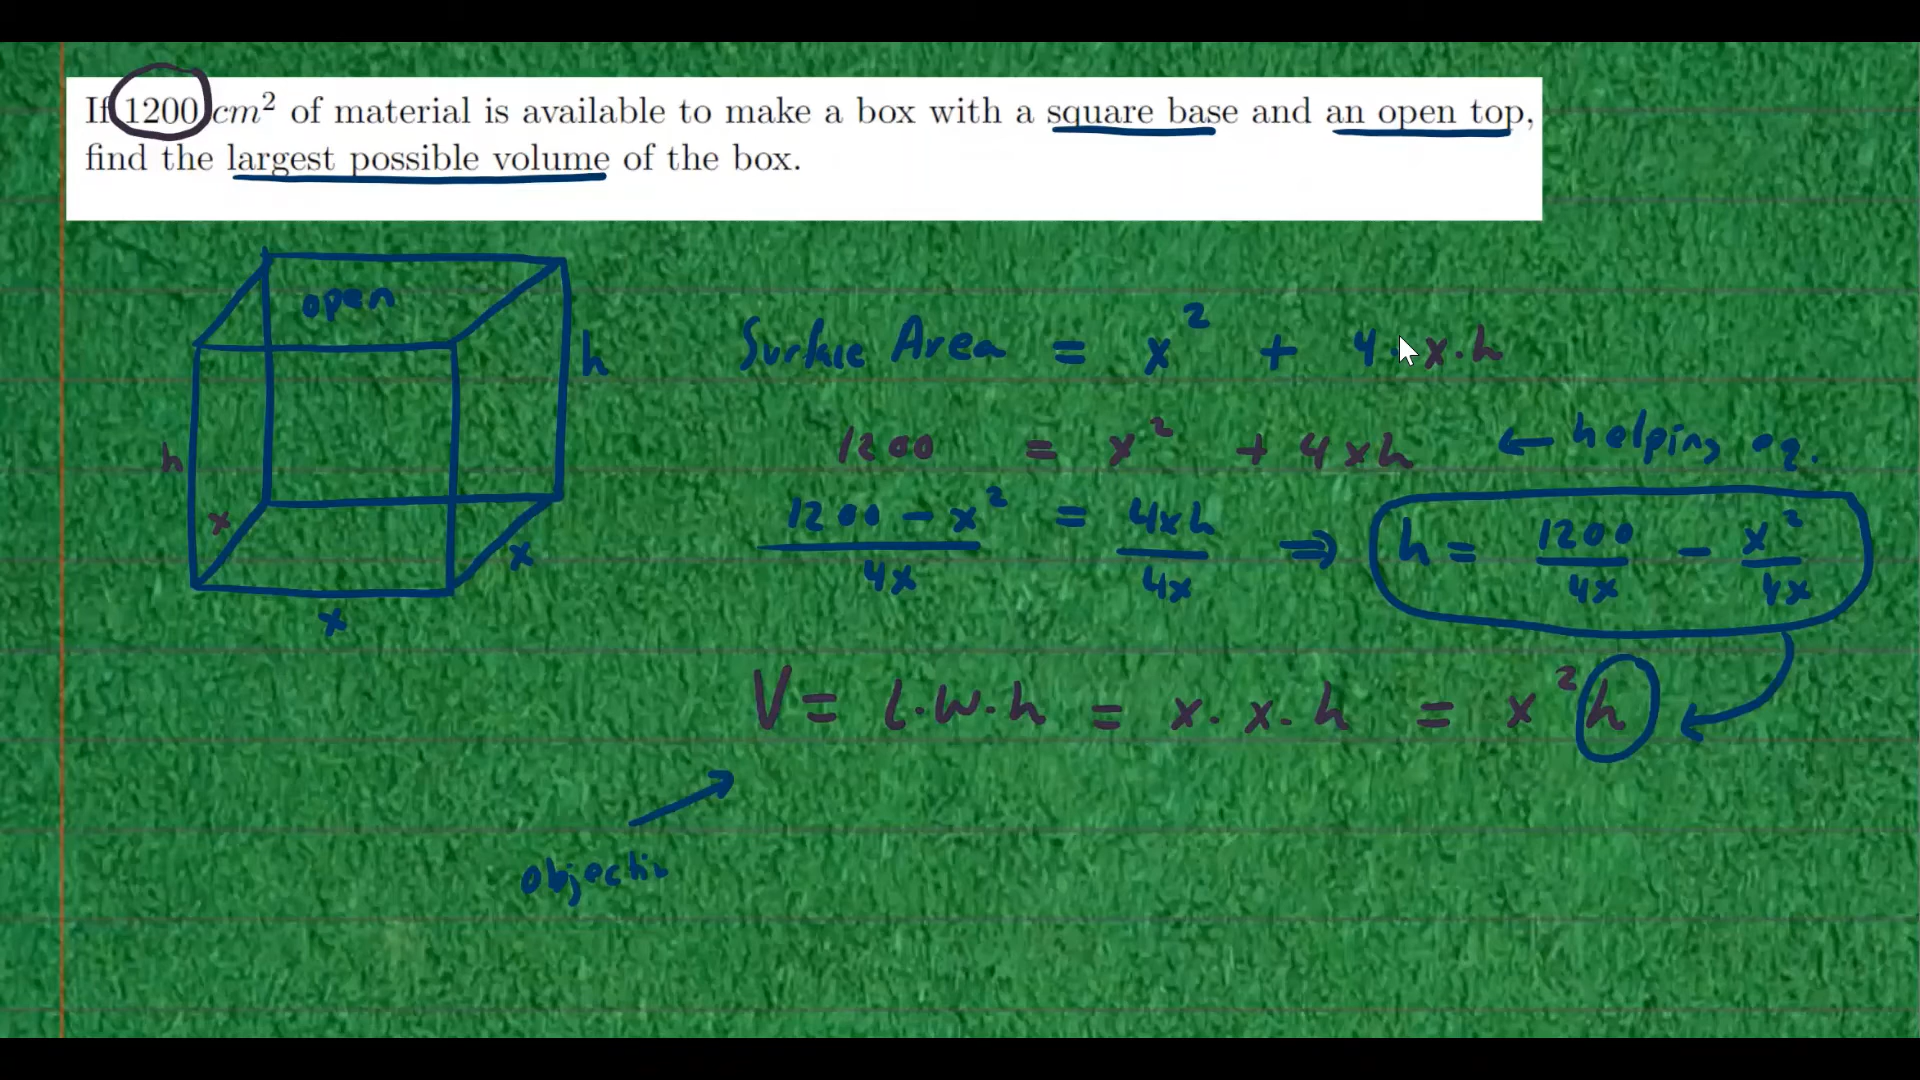 If 1200 cm² of material is available to make a box with a square base and an open top,
find the largest possible volume of the box.
open
h
h
x
x
x
Surface Area = x² + 4·x·h
1200 = x² + 4xh ← helping eq.
(1200 - x²)/4x = 4xh/4x ⇒ h = 1200/4x - x²/4x
V = l·w·h = x·x·h = x²h
objecti